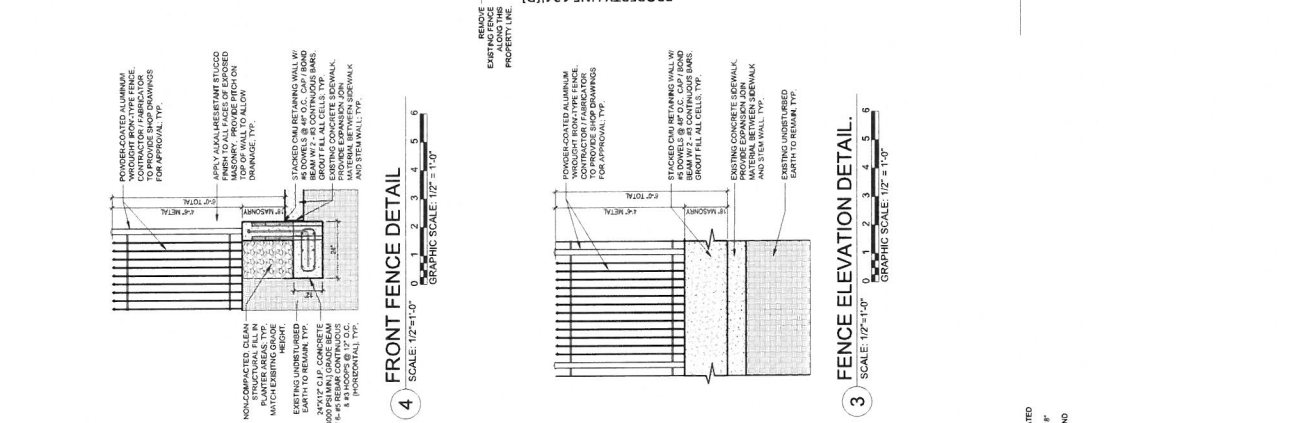 REMOVE
EXISTING FENCE
ALONG THIS
PROPERTY LINE.
POWDER-COATED ALUMINUM
WROUGHT IRON-TYPE FENCE.
CONTRACTOR / FABRICATOR
TO PROVIDE SHOP DRAWINGS
FOR APPROVAL, TYP.
APPLY ALKALI-RESISTANT STUCCO
FINISH TO ALL FACES OF EXPOSED
MASONRY. PROVIDE PITCH ON
TOP OF WALL TO ALLOW
DRAINAGE, TYP.
STACKED CMU RETAINING WALL W/
#5 DOWELS @ 48" O.C. CAP / BOND
BEAM W/ 2 - #3 CONTINUOUS BARS.
GROUT FILL ALL CELLS, TYP.
EXISTING CONCRETE SIDEWALK.
PROVIDE EXPANSION JOIN
MATERIAL BETWEEN SIDEWALK
AND STEM WALL, TYP.
6'-0" TOTAL
4'-6" METAL
18" MASONRY
24"
12"
NON-COMPACTED, CLEAN
STRUCTURAL FILL IN
PLANTER AREAS, TYP.
MATCH EXISITNG GRADE
HEIGHT.
EXISTING UNDISTURBED
EARTH TO REMAIN, TYP.
24"X12" C.I.P. CONCRETE
000 PSI MIN.] GRADE BEAM
6- #5 REBAR CONTINUOUS
& #3 HOOPS @ 12" O.C.
[HORIZONTAL], TYP.
4
FRONT FENCE DETAIL
SCALE: 1/2"=1'-0"
0 1 2 3 4 5 6
GRAPHIC SCALE: 1/2" = 1'-0"
POWDER-COATED ALUMINUM
WROUGHT IRON-TYPE FENCE.
CONTRACTOR / FABRICATOR
TO PROVIDE SHOP DRAWINGS
FOR APPROVAL, TYP.
STACKED CMU RETAINING WALL W/
#5 DOWELS @ 48" O.C. CAP / BOND
BEAM W/ 2 - #3 CONTINUOUS BARS.
GROUT FILL ALL CELLS, TYP.
EXISTING CONCRETE SIDEWALK.
PROVIDE EXPANSION JOIN
MATERIAL BETWEEN SIDEWALK
AND STEM WALL, TYP.
EXISTING UNDISTURBED
EARTH TO REMAIN, TYP.
6'-0" TOTAL
4'-6" METAL
18" MASONRY
3
FENCE ELEVATION DETAIL.
SCALE: 1/2"=1'-0"
0 1 2 3 4 5 6
GRAPHIC SCALE: 1/2" = 1'-0"
ATED
8"
ND